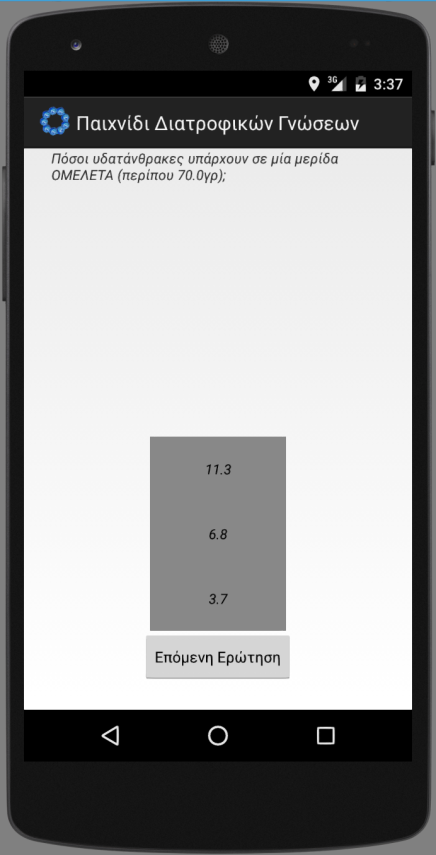 3G 3:37
Παιχνίδι Διατροφικών Γνώσεων
Πόσοι υδατάνθρακες υπάρχουν σε μία μερίδα
ΟΜΕΛΕΤΑ (περίπου 70.0γρ);
11.3
6.8
3.7
Επόμενη Ερώτηση